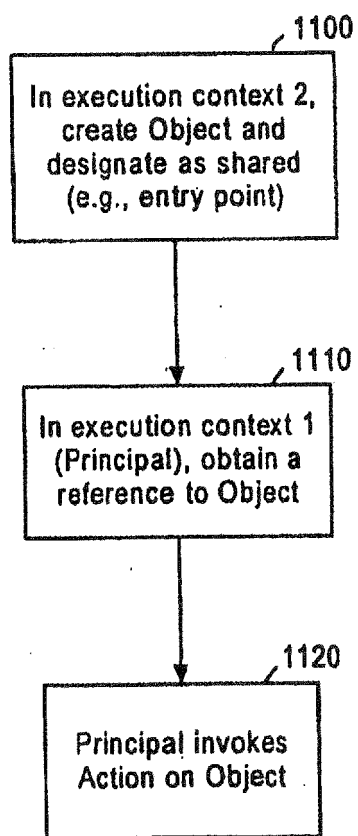 1100
In execution context 2,
create Object and
designate as shared
(e.g., entry point)
1110
In execution context 1
(Principal), obtain a
reference to Object
1120
Principal invokes
Action on Object